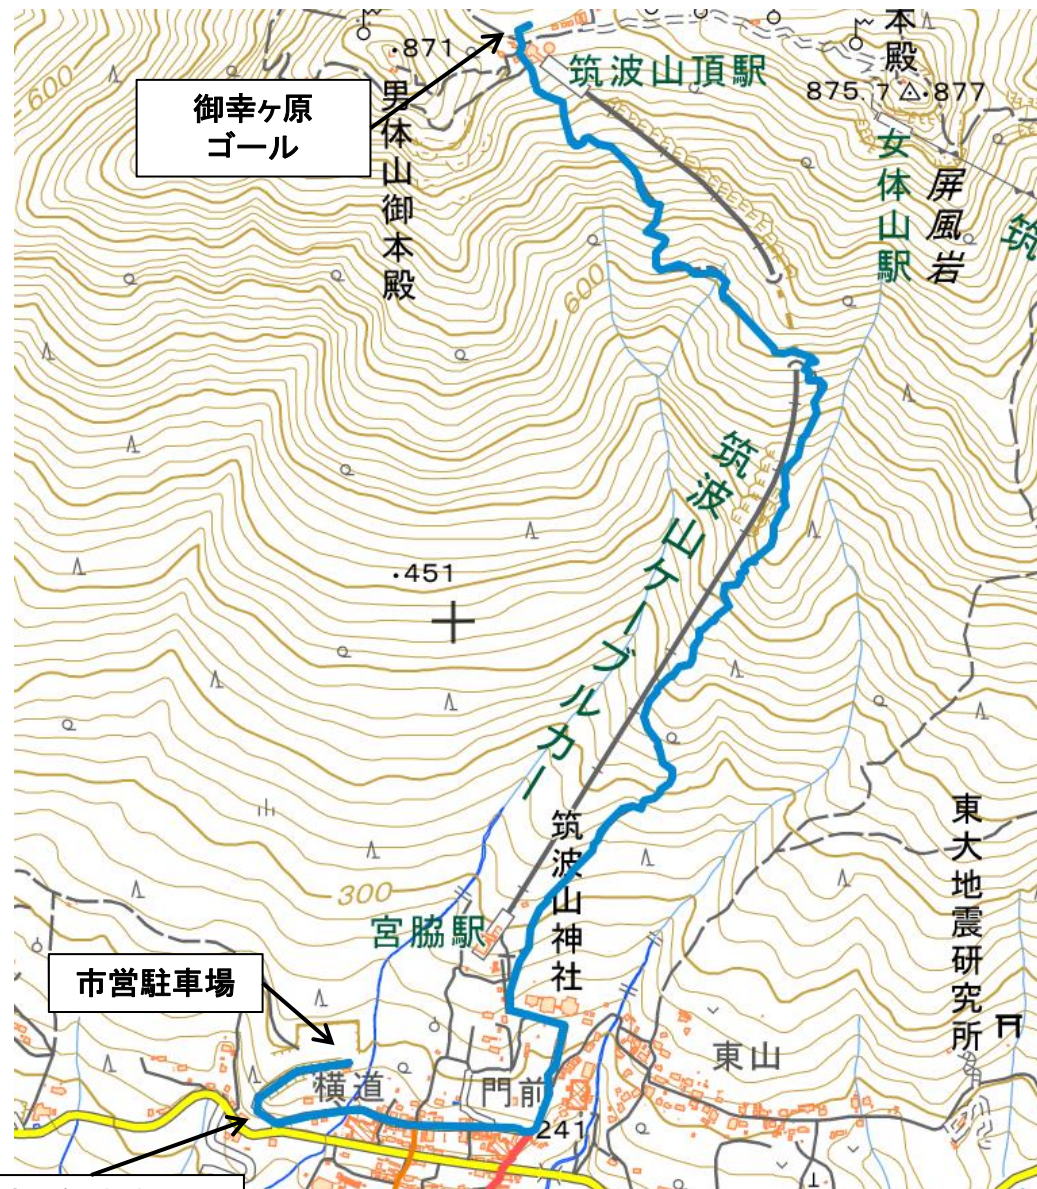 本殿
・871
筑波山頂駅
875.7・877
600
御幸ヶ原
ゴール
男体山御本殿
女体山駅
屏風岩
筑
600
筑波山ケーブルカー
・451
筑波山神社
東大地震研究所
300
宮脇駅
市営駐車場
東山
横道
門前
241